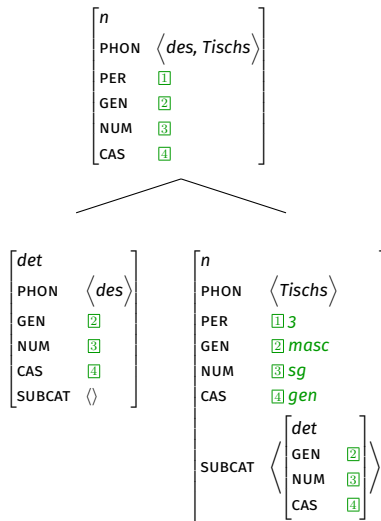 n
PHON ⟨des, Tischs⟩
PER 1
GEN 2
NUM 3
CAS 4
det
PHON ⟨des⟩
GEN 2
NUM 3
CAS 4
SUBCAT ⟨⟩
n
PHON ⟨Tischs⟩
PER 1 3
GEN 2 masc
NUM 3 sg
CAS 4 gen
SUBCAT
det
GEN 2
NUM 3
CAS 4